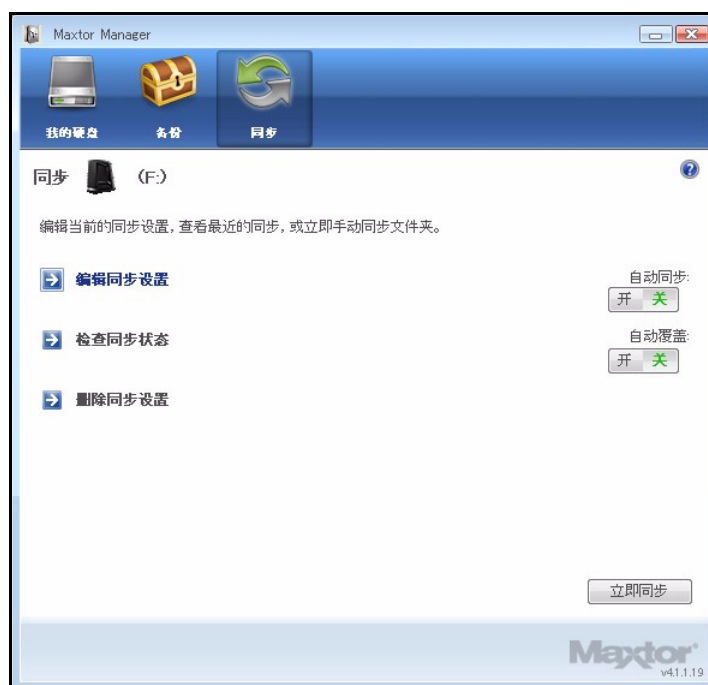 Maxtor Manager
我的硬盘 备份 同步
同步 (F:)
编辑当前的同步设置, 查看最近的同步, 或立即手动同步文件夹。
编辑同步设置
自动同步:
开 关
检查同步状态
自动覆盖:
开 关
删除同步设置
立即同步
Maxtor
v4.1.1.19